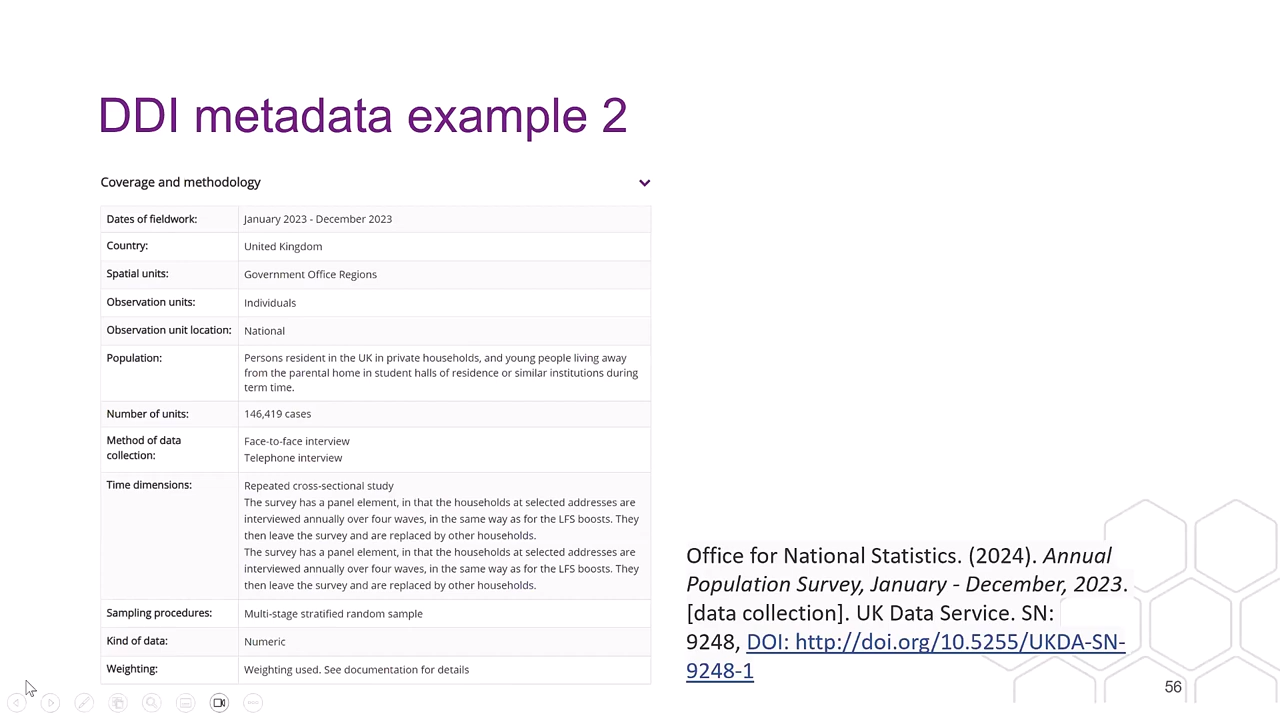 DDI metadata example 2
Coverage and methodology
Dates of fieldwork: January 2023 - December 2023
Country: United Kingdom
Spatial units: Government Office Regions
Observation units: Individuals
Observation unit location: National
Population: Persons resident in the UK in private households, and young people living away
from the parental home in student halls of residence or similar institutions during
term time.
Number of units: 146,419 cases
Method of data
collection:
Face-to-face interview
Telephone interview
Time dimensions: Repeated cross-sectional study
The survey has a panel element, in that the households at selected addresses are
interviewed annually over four waves, in the same way as for the LFS boosts. They
then leave the survey and are replaced by other households.
The survey has a panel element, in that the households at selected addresses are
interviewed annually over four waves, in the same way as for the LFS boosts. They
then leave the survey and are replaced by other households.
Sampling procedures: Multi-stage stratified random sample
Kind of data: Numeric
Weighting: Weighting used. See documentation for details
Office for National Statistics. (2024). Annual
Population Survey, January - December, 2023.
[data collection]. UK Data Service. SN:
9248, DOI: http://doi.org/10.5255/UKDA-SN-
9248-1
56